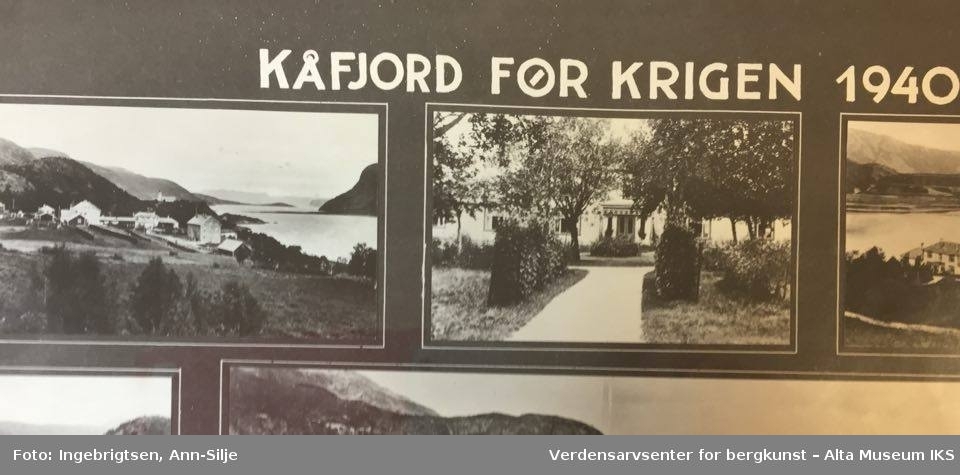 KÅFJORD FØR KRIGEN 1940
Foto: Ingebrigtsen, Ann-Silje
Verdensarvsenter for bergkunst – Alta Museum IKS